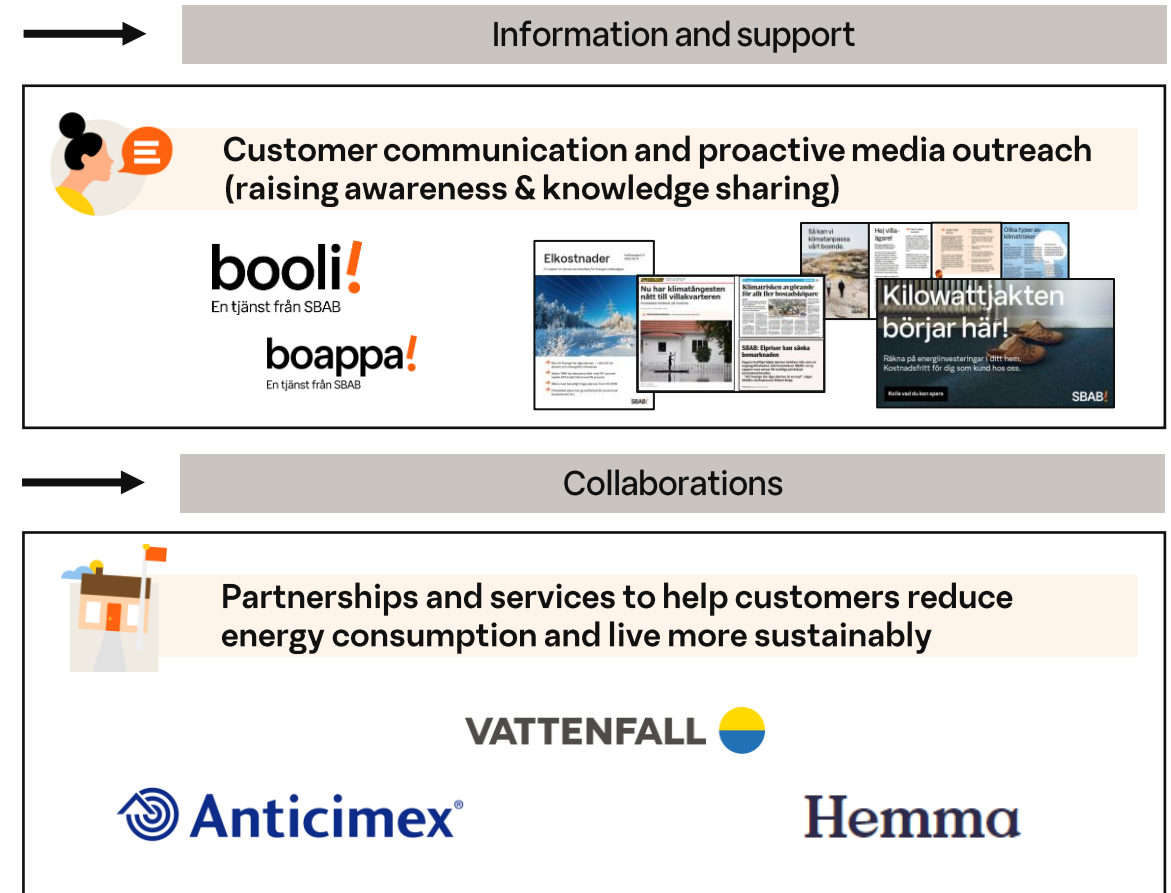 Information and support
Customer communication and proactive media outreach
(raising awareness & knowledge sharing)
booli!
En tjänst från SBAB
boappa!
En tjänst från SBAB
Elkostnader
SBAB!
Nu har klimatångesten
nått till villakvarteren
Klimatrisken avgörande
för allt fler bostadsköpare
SBAB: Elpriser kan sänka
bomarknaden
Så kan vi
klimatanpassa
vårt boende.
Hej villa-
ägare!
Olika typer av
klimatrisker
Kilowattjakten
börjar här!
Räkna på energiinvesteringar i ditt hem.
Kostnadsfritt för dig som kund hos oss.
Kolla vad du kan spara
SBAB!
Collaborations
Partnerships and services to help customers reduce
energy consumption and live more sustainably
VATTENFALL
Anticimex®
Hemma